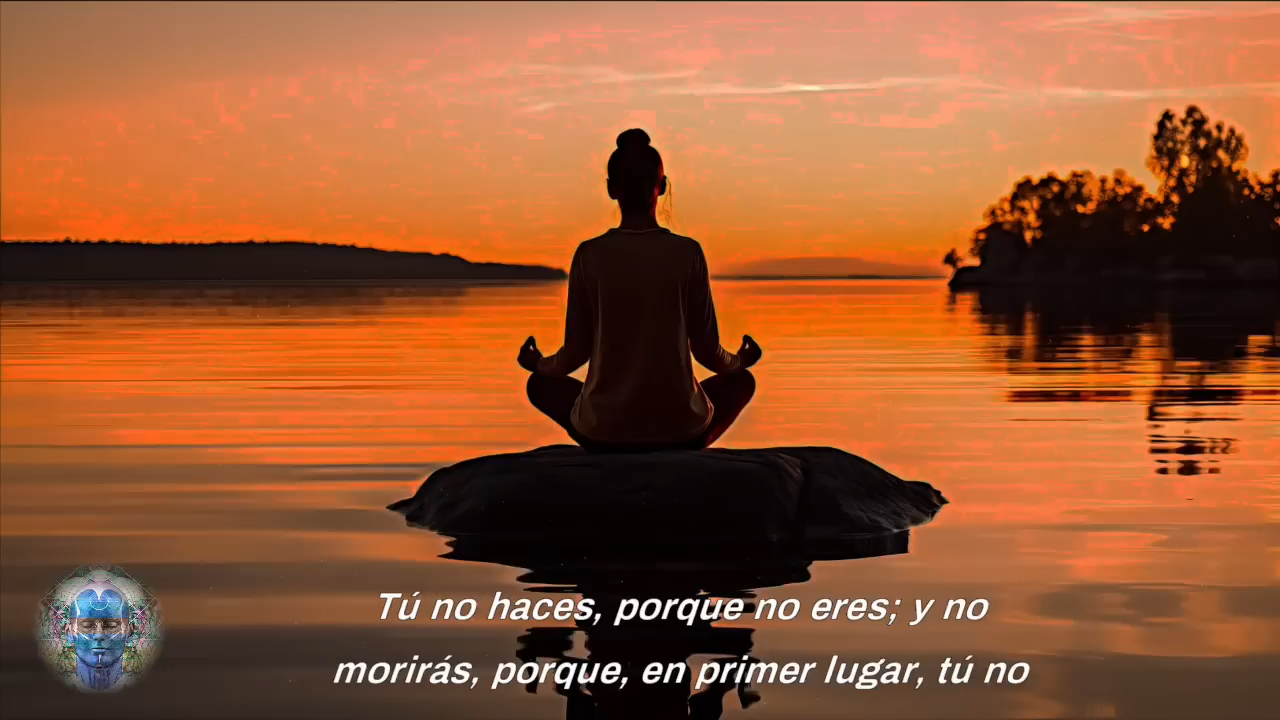 Tú no haces, porque no eres; y no
morirás, porque, en primer lugar, tú no